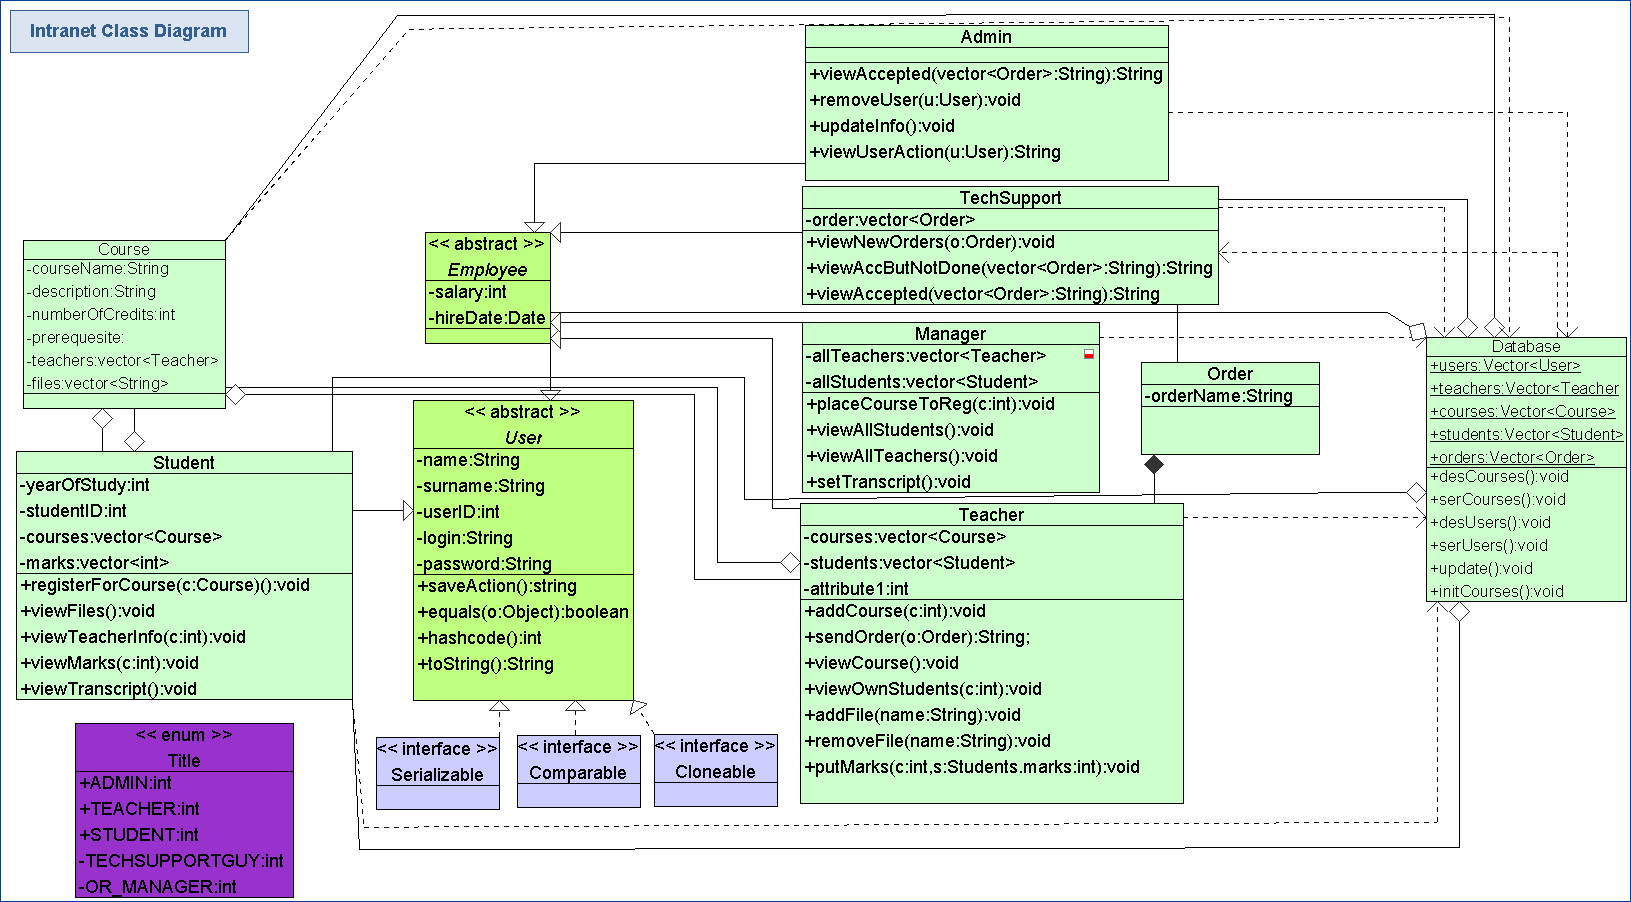 Intranet Class Diagram
Admin
+viewAccepted(vector<Order>:String):String
+removeUser(u:User):void
+updateInfo():void
+viewUserAction(u:User):String
TechSupport
-order:vector<Order>
+viewNewOrders(o:Order):void
+viewAccButNotDone(vector<Order>:String):String
+viewAccepted(vector<Order>:String):String
<< abstract >>
Employee
-salary:int
-hireDate:Date
Course
-courseName:String
-description:String
-numberOfCredits:int
-prerequesite:
-teachers:vector<Teacher>
-files:vector<String>
Manager
-allTeachers:vector<Teacher>
-allStudents:vector<Student>
+placeCourseToReg(c:int):void
+viewAllStudents():void
+viewAllTeachers():void
+setTranscript():void
Order
-orderName:String
Database
+users:Vector<User>
+teachers:Vector<Teacher
+courses:Vector<Course>
+students:Vector<Student>
+orders:Vector<Order>
+desCourses():void
+serCourses():void
+desUsers():void
+serUsers():void
+update():void
+initCourses():void
<< abstract >>
User
-name:String
-surname:String
-userID:int
-login:String
-password:String
+saveAction():string
+equals(o:Object):boolean
+hashcode():int
+toString():String
Student
-yearOfStudy:int
-studentID:int
-courses:vector<Course>
-marks:vector<int>
+registerForCourse(c:Course)():void
+viewFiles():void
+viewTeacherInfo(c:int):void
+viewMarks(c:int):void
+viewTranscript():void
Teacher
-courses:vector<Course>
-students:vector<Student>
-attribute1:int
+addCourse(c:int):void
+sendOrder(o:Order):String;
+viewCourse():void
+viewOwnStudents(c:int):void
+addFile(name:String):void
+removeFile(name:String):void
+putMarks(c:int,s:Students.marks:int):void
<< interface >>
Serializable
<< interface >>
Comparable
<< interface >>
Cloneable
<< enum >>
Title
+ADMIN:int
+TEACHER:int
+STUDENT:int
-TECHSUPPORTGUY:int
-OR_MANAGER:int